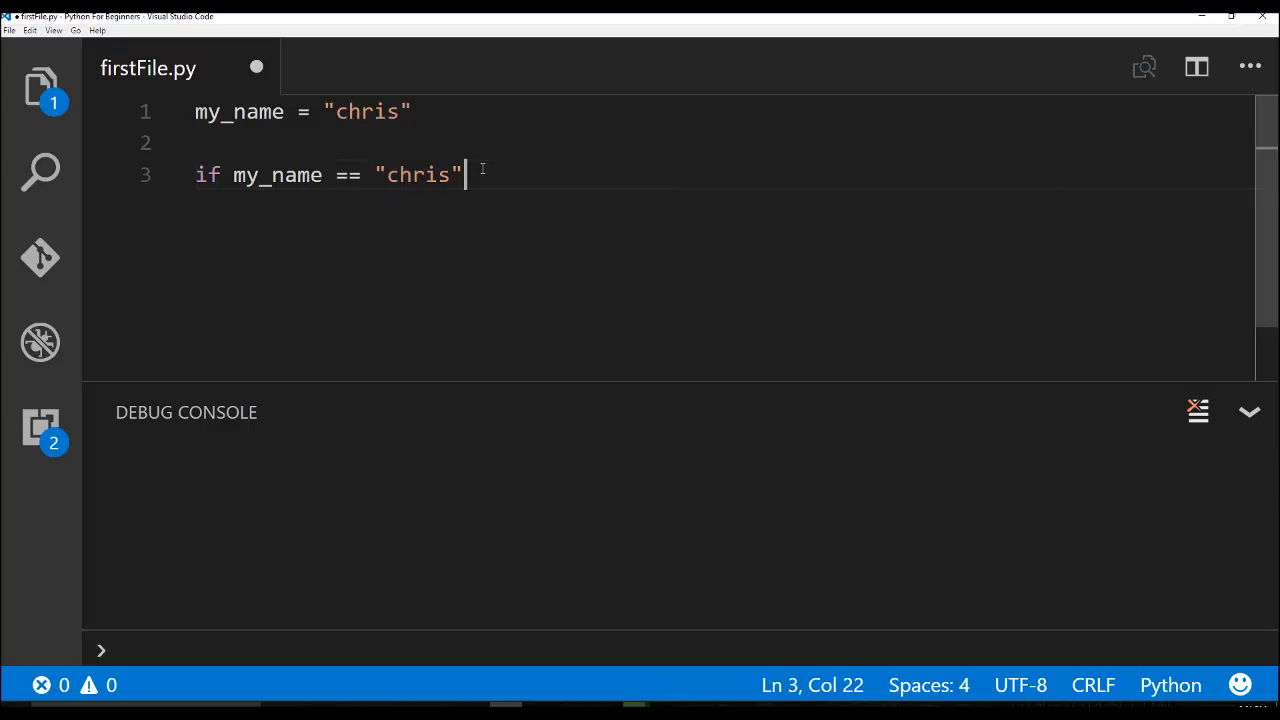 firstFile.py - Python For Beginners - Visual Studio Code
File Edit View Go Help
firstFile.py
1 my_name = "chris"
2
3 if my_name == "chris"
1
2
DEBUG CONSOLE
0 0 Ln 3, Col 22 Spaces: 4 UTF-8 CRLF Python